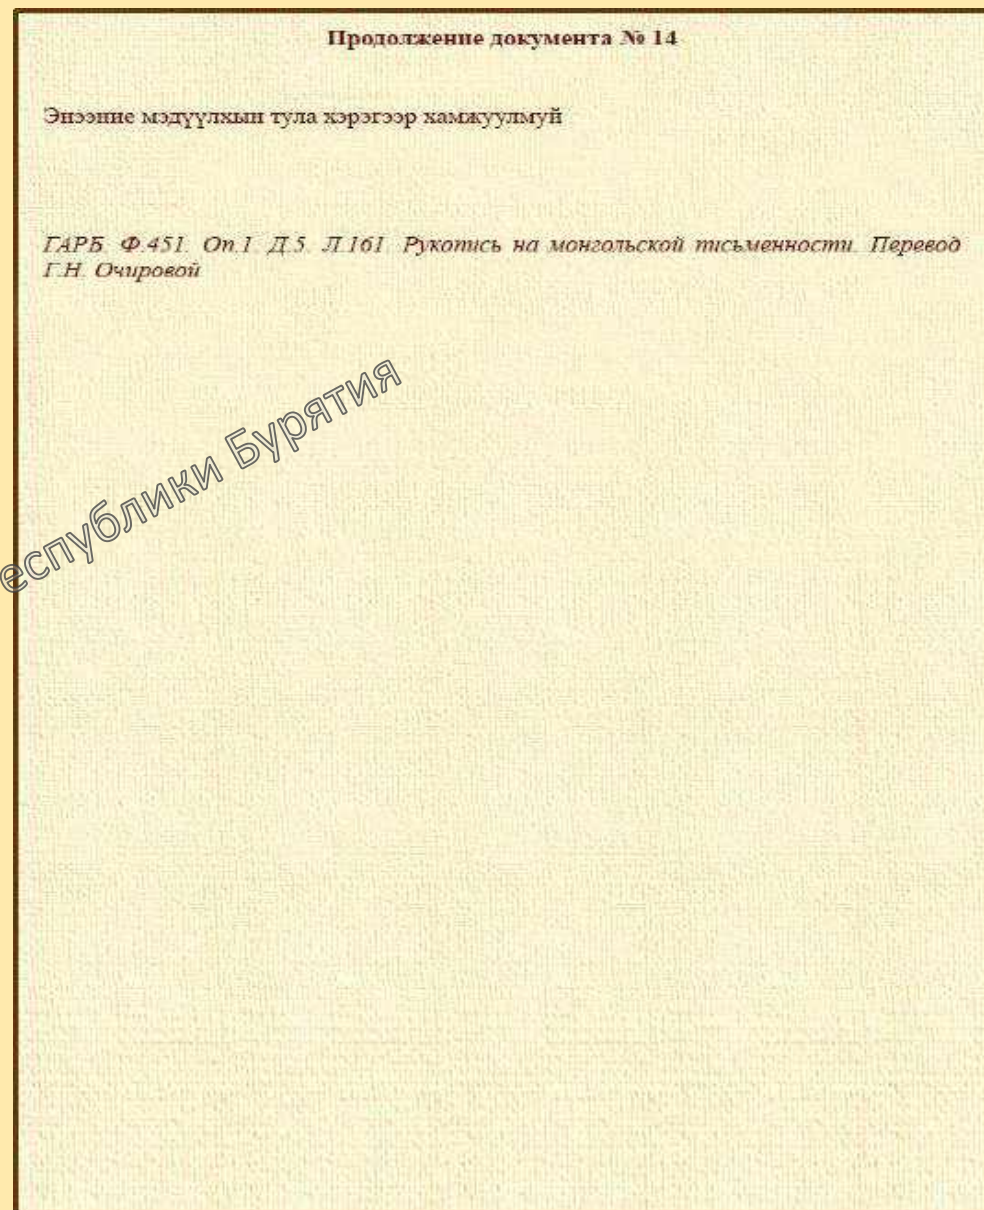 Продолжение документа № 14
Энээние мэдүүлхын тула хэрэгээр хамжуулмуй
ГАРБ. Ф.451. Оп.1. Д.5. Л.161. Рукопись на монгольской письменности. Перевод
Г.Н. Очировой
еспублики Бурятия